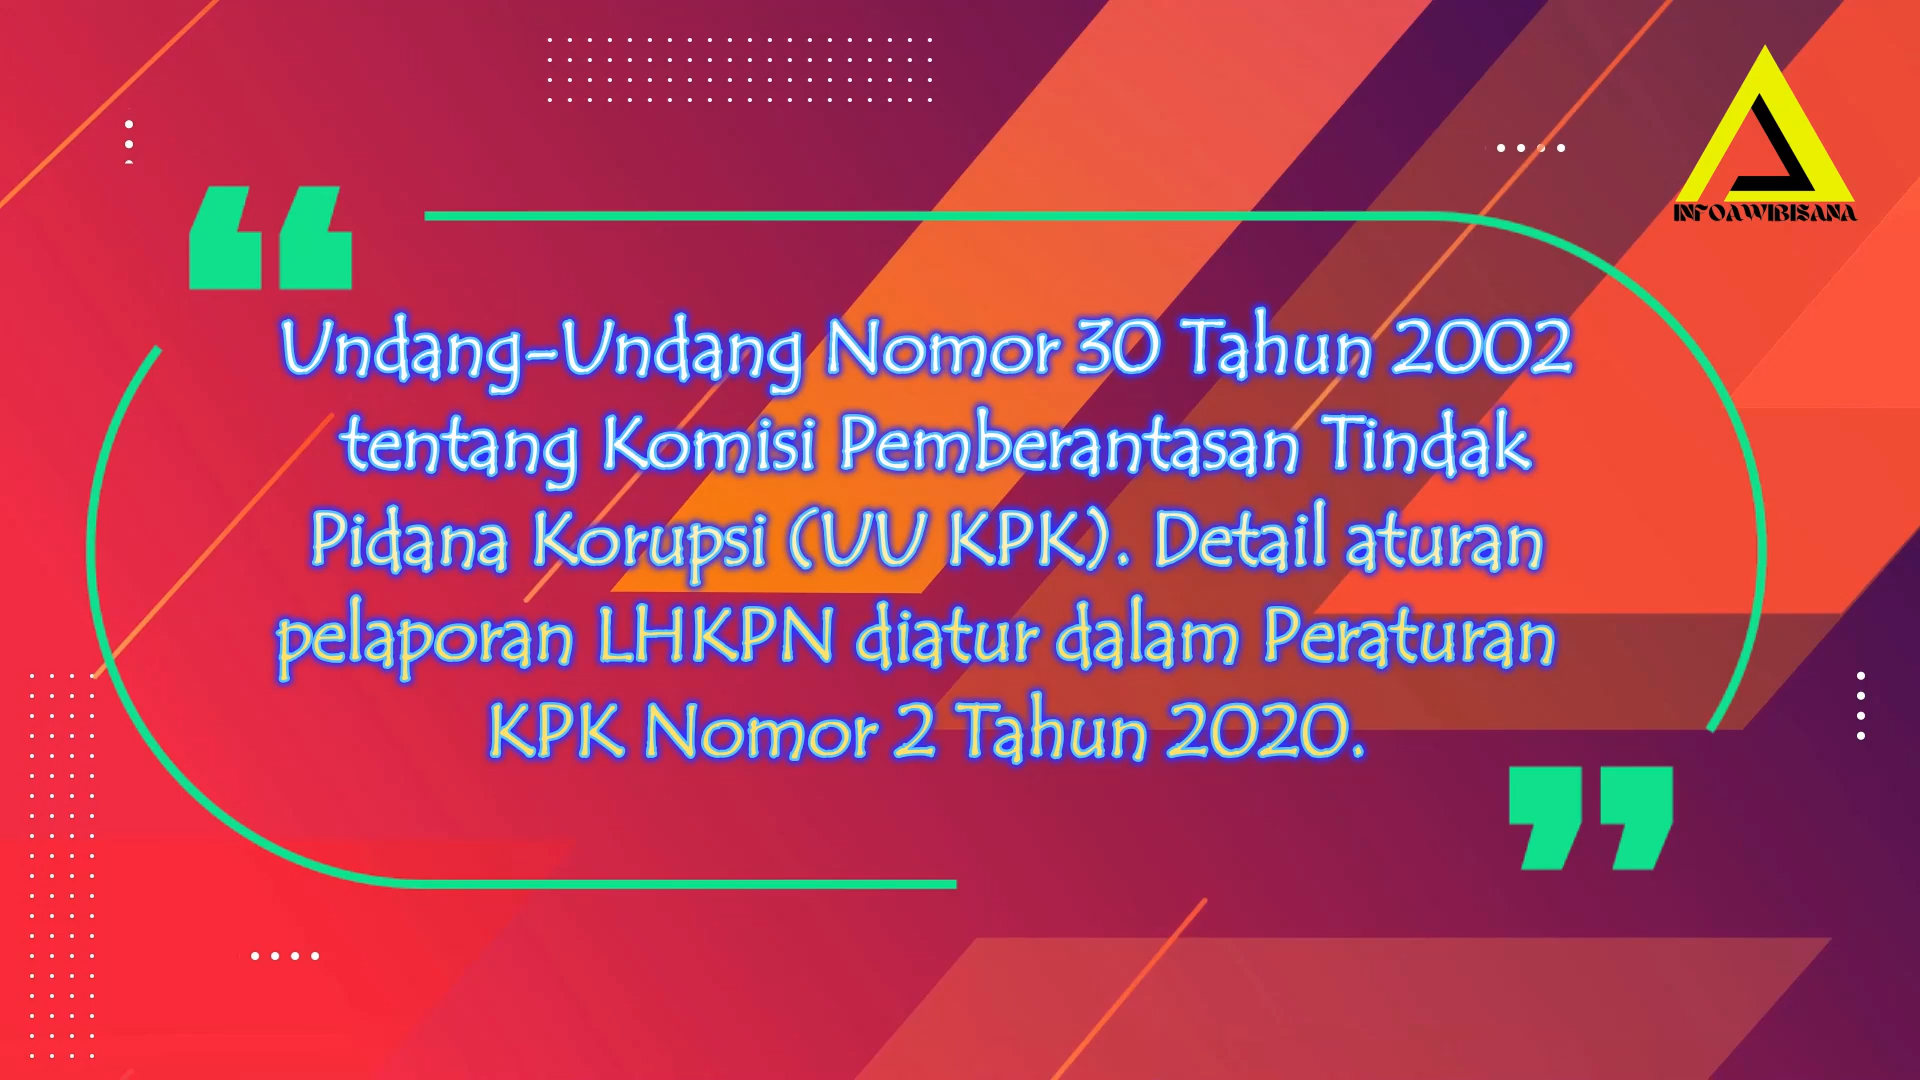 INFOAWIBISANA
Undang-Undang Nomor 30 Tahun 2002
tentang Komisi Pemberantasan Tindak
Pidana Korupsi (UU KPK). Detail aturan
pelaporan LHKPN diatur dalam Peraturan
KPK Nomor 2 Tahun 2020.